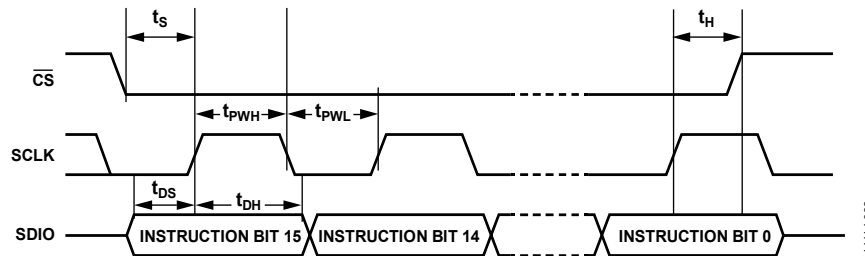 tS
tH
CS
tPWH
tPWL
SCLK
tDS
tDH
SDIO
INSTRUCTION BIT 15
INSTRUCTION BIT 14
INSTRUCTION BIT 0